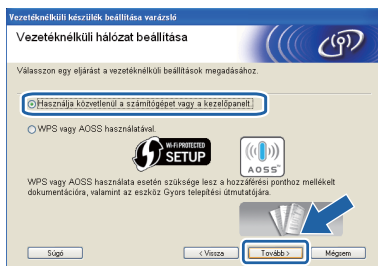 Vezetéknélküli készülék beállítása varázsló
Vezetéknélküli hálózat beállítása
Válasszon egy eljárást a vezetéknélküli beállítások megadásához.
Használja közvetlenül a számítógépet vagy a kezelőpanelt.
WPS vagy AOSS használatával.
Wi-Fi PROTECTED
SETUP
AOSS™
WPS vagy AOSS használata esetén szüksége lesz a hozzáférési ponthoz mellékelt
dokumentációra, valamint az eszköz Gyors telepítési útmutatójára.
Súgó
< Vissza
Tovább >
Mégsem